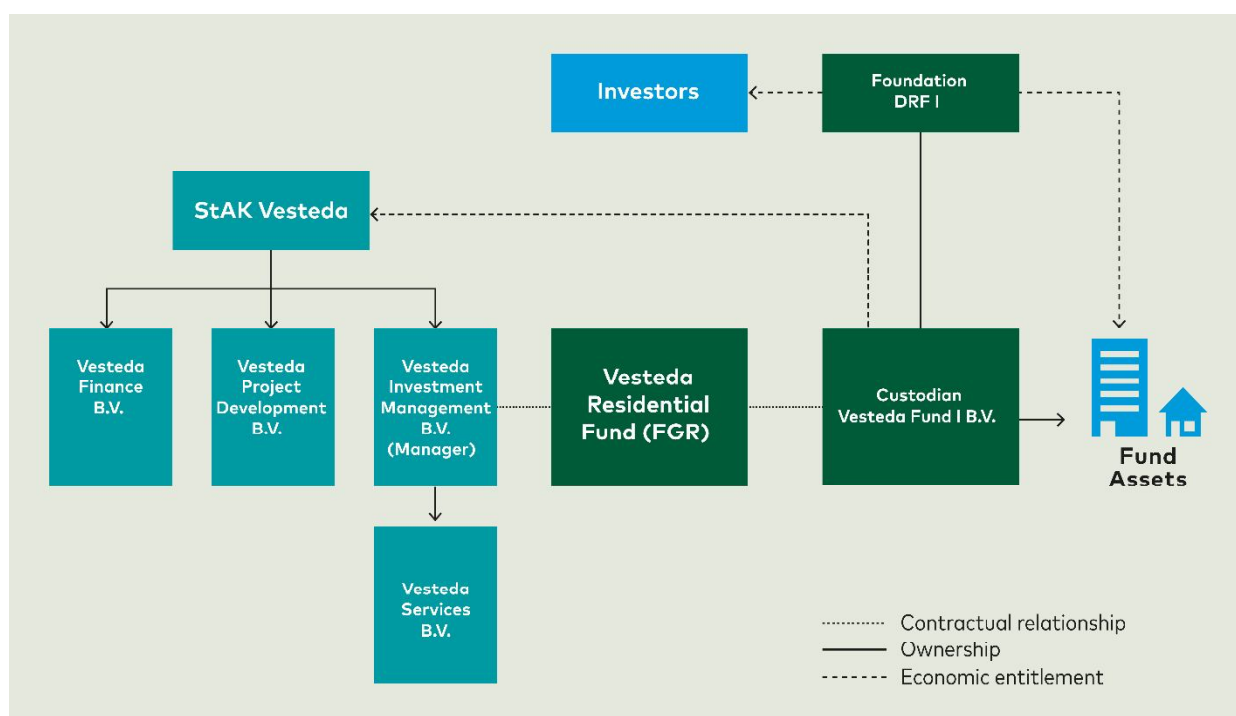 Investors
Foundation
DRF I
StAK Vesteda
Vesteda
Finance
B.V.
Vesteda
Project
Development
B.V.
Vesteda
Investment
Management
B.V.
(Manager)
Vesteda
Residential
Fund (FGR)
Custodian
Vesteda Fund I B.V.
Fund
Assets
Vesteda
Services
B.V.
Contractual relationship
Ownership
Economic entitlement